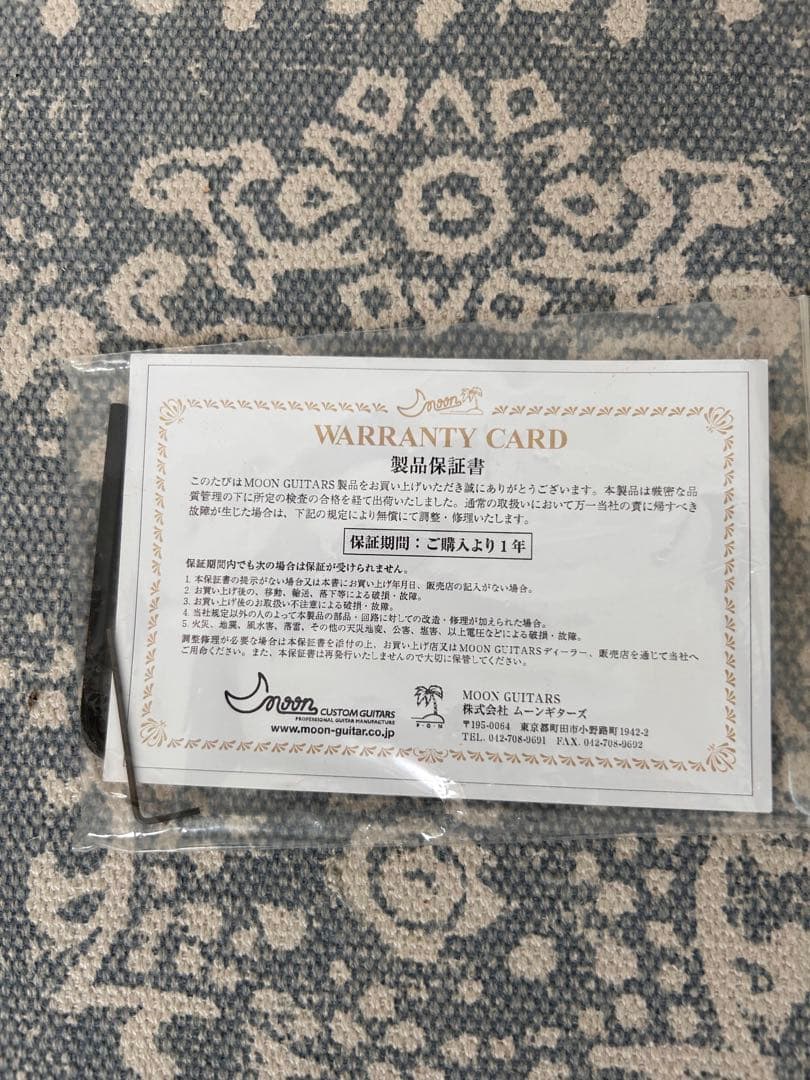 moon
WARRANTY CARD
製品保証書
このたびはMOON GUITARS製品をお買い上げいただき誠にありがとうございます。本製品は厳密な品
質管理の下に所定の検査の合格を経て出荷いたしました。通常の取扱いにおいて万一当社の責に帰すべき
故障が生じた場合は、下記の規定により無償にて調整・修理いたします。
保証期間：ご購入より1年
保証期間内でも次の場合は保証が受けられません。
1. 本保証書の提示がない場合又は本書にお買い上げ年月日、販売店の記入がない場合。
2. お買い上げ後の、移動、輸送、落下等による破損・故障。
3. お買い上げ後のお取扱い不注意による破損・故障。
4. 当社規定以外の人のよって本製品の部品・回路に対しての改造・修理が加えられた場合。
5. 火災、地震、風水害、落雷、その他の天災地変、公害、塩害、以上電圧などによる破損・故障。
調整修理が必要な場合は本保証書を添付の上、お買い上げ店又はMOON GUITARSディーラー、販売店を通じて当社へ
ご用命ください。また、本保証書は再発行いたしませんので大切に保管してください。
moon CUSTOM GUITARS
PROFESSIONAL GUITAR MANUFACTURE
www.moon-guitar.co.jp
P・G・N
MOON GUITARS
株式会社 ムーンギターズ
〒195-0064 東京都町田市小野路町1942-2
TEL. 042-708-9691 FAX. 042-708-9692